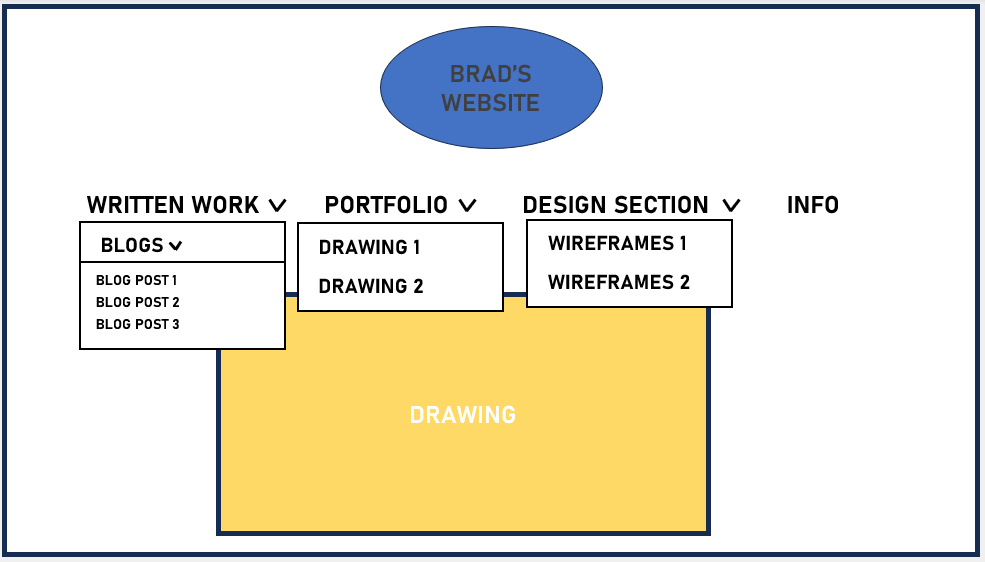 BRAD'S
WEBSITE
WRITTEN WORK
PORTFOLIO
DESIGN SECTION
INFO
BLOGS
BLOG POST 1
BLOG POST 2
BLOG POST 3
DRAWING 1
DRAWING 2
WIREFRAMES 1
WIREFRAMES 2
DRAWING